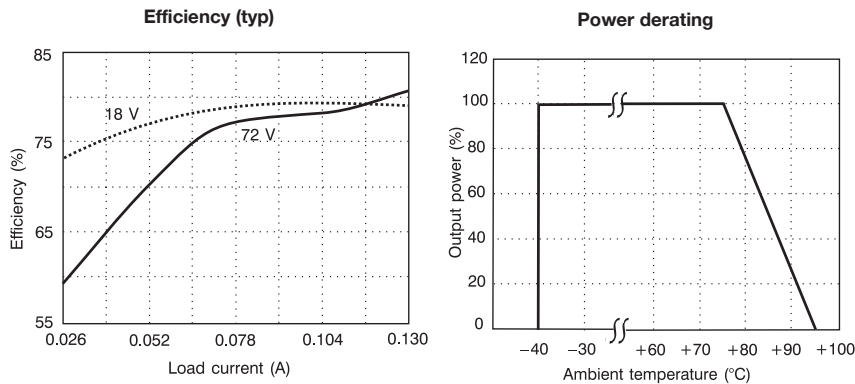 Efficiency (typ)
85
75
65
55
Efficiency (%)
18 V
72 V
0.026 0.052 0.078 0.104 0.130
Load current (A)
Power derating
120
100
80
60
40
20
0
Output power (%)
−40 −30 +60 +70 +80 +90 +100
Ambient temperature (°C)